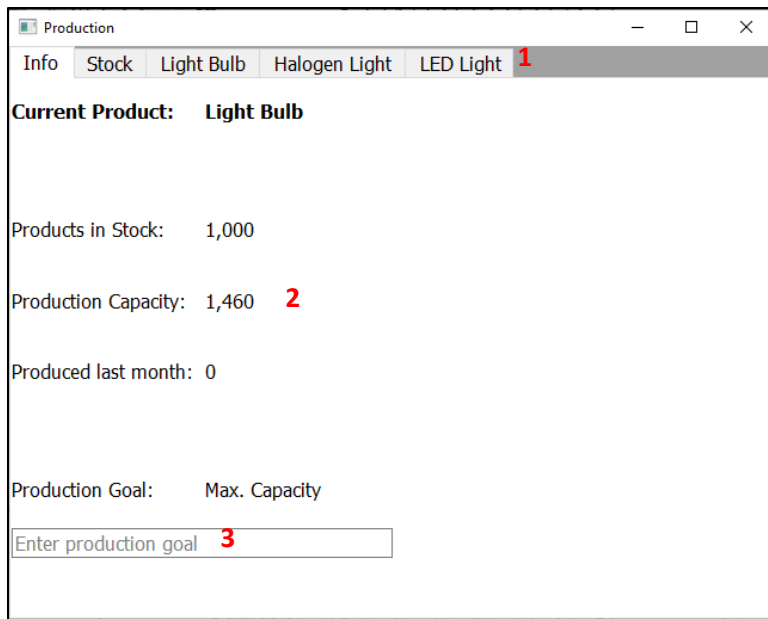 Production
Info Stock Light Bulb Halogen Light LED Light 1
Current Product: Light Bulb
Products in Stock: 1,000
Production Capacity: 1,460 2
Produced last month: 0
Production Goal: Max. Capacity
Enter production goal 3